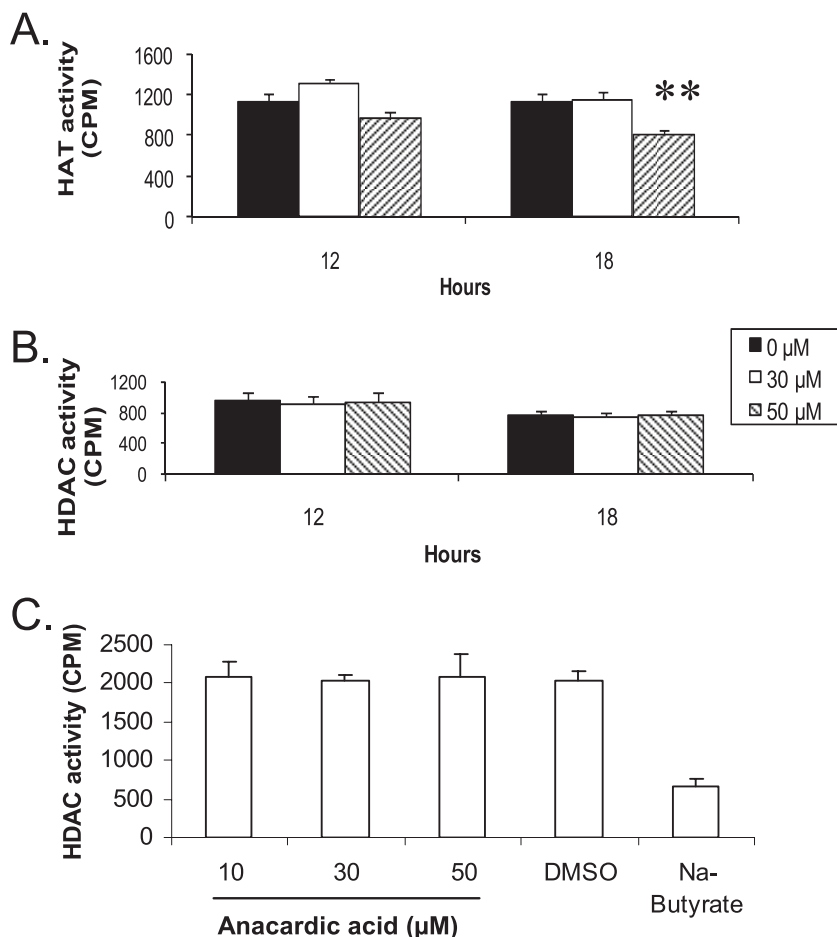 A.
HAT activity
(CPM)
1600
1200
800
400
0
**
12
18
Hours
B.
HDAC activity
(CPM)
1200
800
400
0
0 µM
30 µM
50 µM
12
18
Hours
C.
HDAC activity (CPM)
2500
2000
1500
1000
500
0
10
30
50
DMSO
Na-
Butyrate
Anacardic acid (µM)